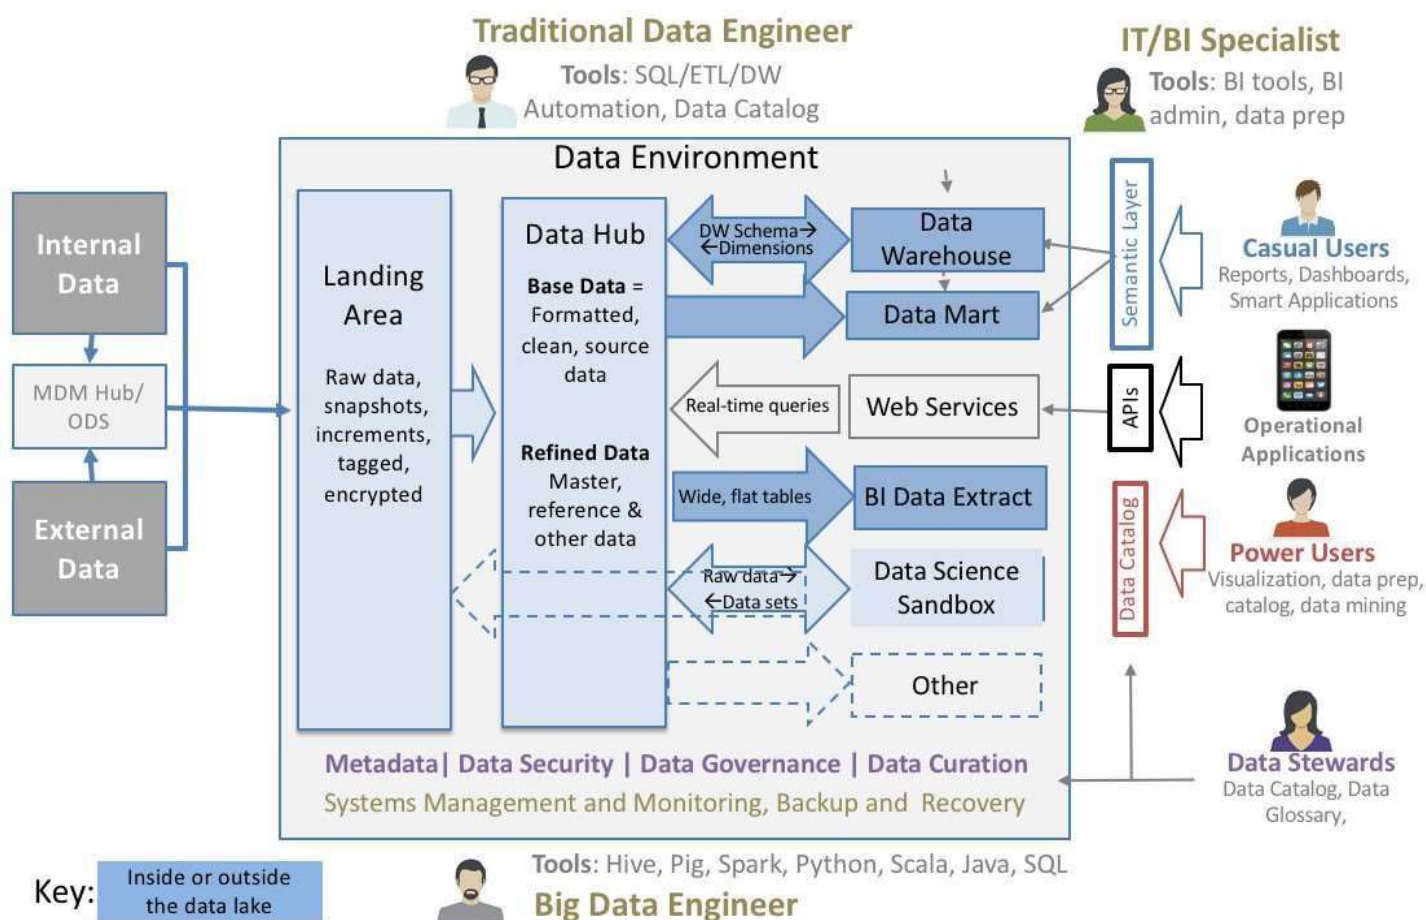 Traditional Data Engineer
Tools: SQL/ETL/DW
Automation, Data Catalog
IT/BI Specialist
Tools: BI tools, BI
admin, data prep
Data Environment
Internal
Data
MDM Hub/
ODS
External
Data
Landing
Area
Raw data,
snapshots,
increments,
tagged,
encrypted
Data Hub
Base Data =
Formatted,
clean, source
data
Refined Data
Master,
reference &
other data
DW Schema→
←Dimensions
Real-time queries
Wide, flat tables
Raw data→
←Data sets
Data
Warehouse
Data Mart
Web Services
BI Data Extract
Data Science
Sandbox
Other
Semantic Layer
APIs
Data Catalog
Casual Users
Reports, Dashboards,
Smart Applications
Operational
Applications
Power Users
Visualization, data prep,
catalog, data mining
Data Stewards
Data Catalog, Data
Glossary,
Metadata| Data Security | Data Governance | Data Curation
Systems Management and Monitoring, Backup and Recovery
Key:
Inside or outside
the data lake
Tools: Hive, Pig, Spark, Python, Scala, Java, SQL
Big Data Engineer